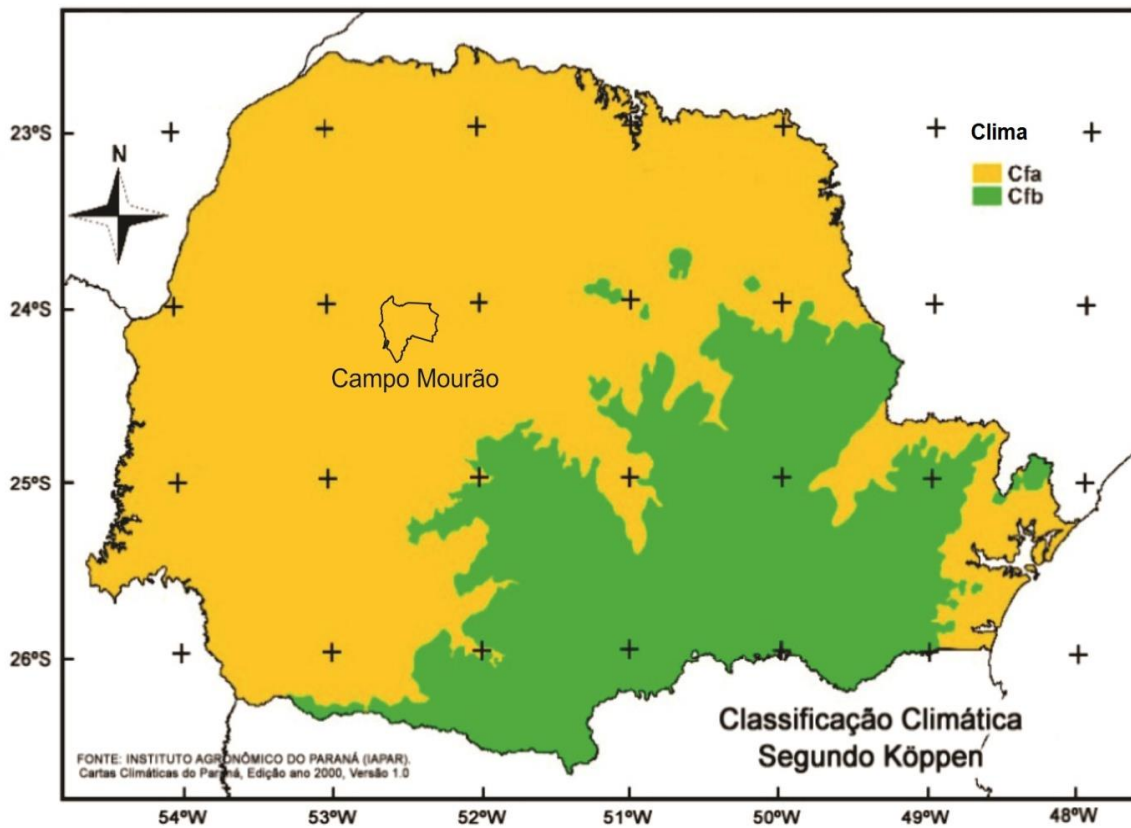 23ºS
24ºS
25ºS
26ºS
N
Clima
Cfa
Cfb
Campo Mourão
Classificação Climática
Segundo Köppen
FONTE: INSTITUTO AGRONÔMICO DO PARANÁ (IAPAR).
Cartas Climáticas do Paraná, Edição ano 2000, Versão 1.0
54ºW
53ºW
52ºW
51ºW
50ºW
49ºW
48ºW